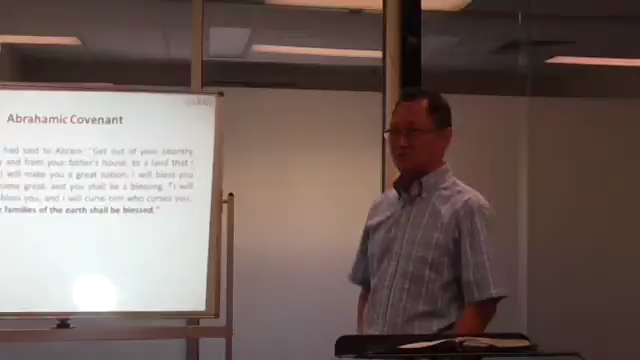 Abrahamic Covenant
had said to Abram: "Get out of your country
and from your father's house, to a land that I
I will make you a great nation; I will bless you
name great; and you shall be a blessing. I will
bless you, and I will curse him who curses you;
families of the earth shall be blessed."